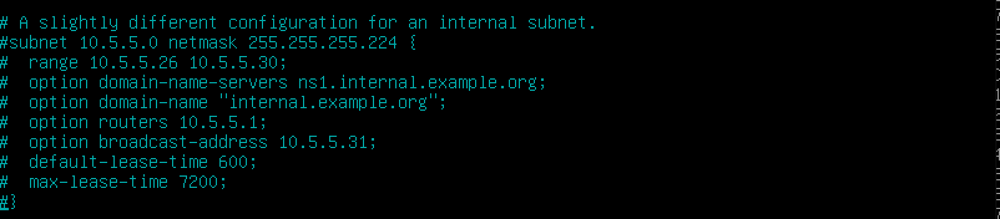 # A slightly different configuration for an internal subnet.
#subnet 10.5.5.0 netmask 255.255.255.224 {
#  range 10.5.5.26 10.5.5.30;
#  option domain-name-servers ns1.internal.example.org;
#  option domain-name "internal.example.org";
#  option routers 10.5.5.1;
#  option broadcast-address 10.5.5.31;
#  default-lease-time 600;
#  max-lease-time 7200;
#}